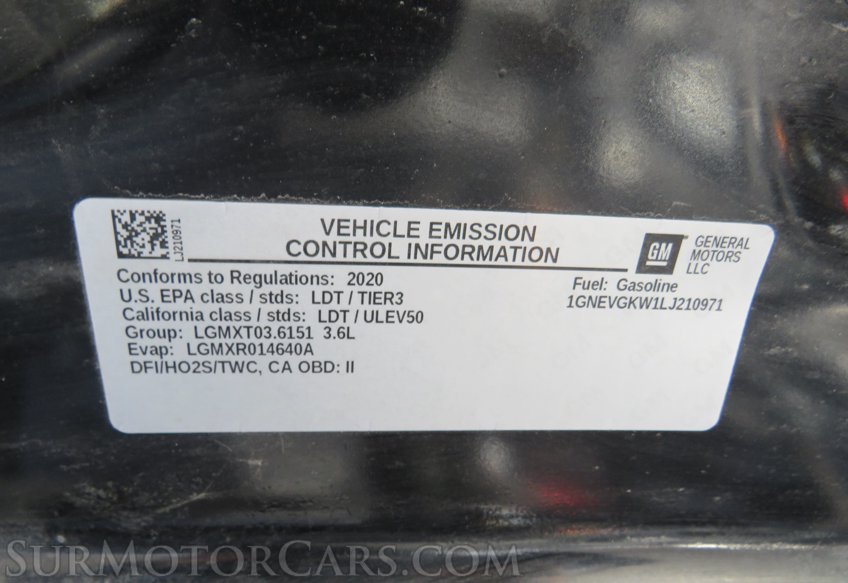 LJ210971
VEHICLE EMISSION
CONTROL INFORMATION
GM
GENERAL
MOTORS
LLC
Conforms to Regulations: 2020
U.S. EPA class / stds: LDT / TIER3
California class / stds: LDT / ULEV50
Group: LGMXT03.6151 3.6L
Evap: LGMXR014640A
DFI/HO2S/TWC, CA OBD: II
Fuel: Gasoline
1GNEVGKW1LJ210971
SURMOTORCARS.COM